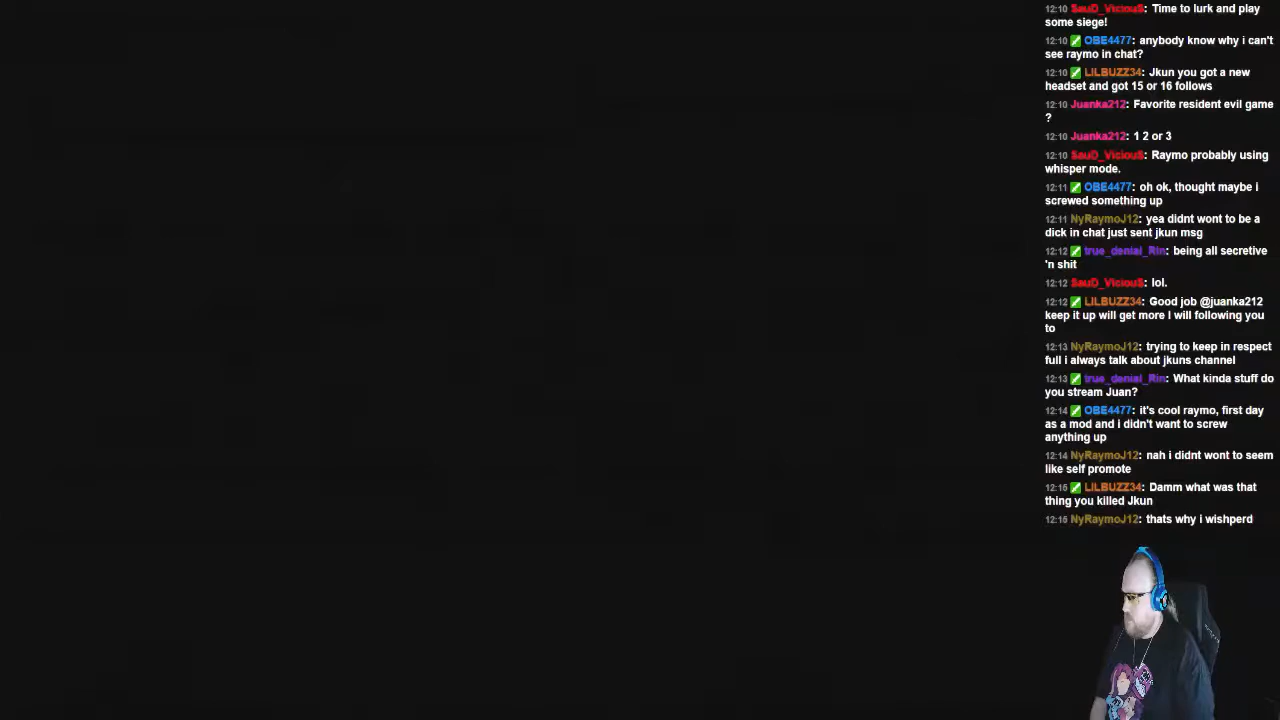 12:10 SauD_ViciouS: Time to lurk and play
some siege!
12:10 OBE4477: anybody know why i can't
see raymo in chat?
12:10 LILBUZZ34: Jkun you got a new
headset and got 15 or 16 follows
12:10 Juanka212: Favorite resident evil game
?
12:10 Juanka212: 1 2 or 3
12:10 SauD_ViciouS: Raymo probably using
whisper mode.
12:11 OBE4477: oh ok, thought maybe i
screwed something up
12:11 NyRaymoJ12: yea didnt wont to be a
dick in chat just sent jkun msg
12:12 true_denial_Rin: being all secretive
'n shit
12:12 SauD_ViciouS: lol.
12:12 LILBUZZ34: Good job @juanka212
keep it up will get more I will following you
to
12:13 NyRaymoJ12: trying to keep in respect
full i always talk about jkuns channel
12:13 true_denial_Rin: What kinda stuff do
you stream Juan?
12:14 OBE4477: it's cool raymo, first day
as a mod and i didn't want to screw
anything up
12:14 NyRaymoJ12: nah i didnt wont to seem
like self promote
12:15 LILBUZZ34: Damm what was that
thing you killed Jkun
12:15 NyRaymoJ12: thats why i wishperd